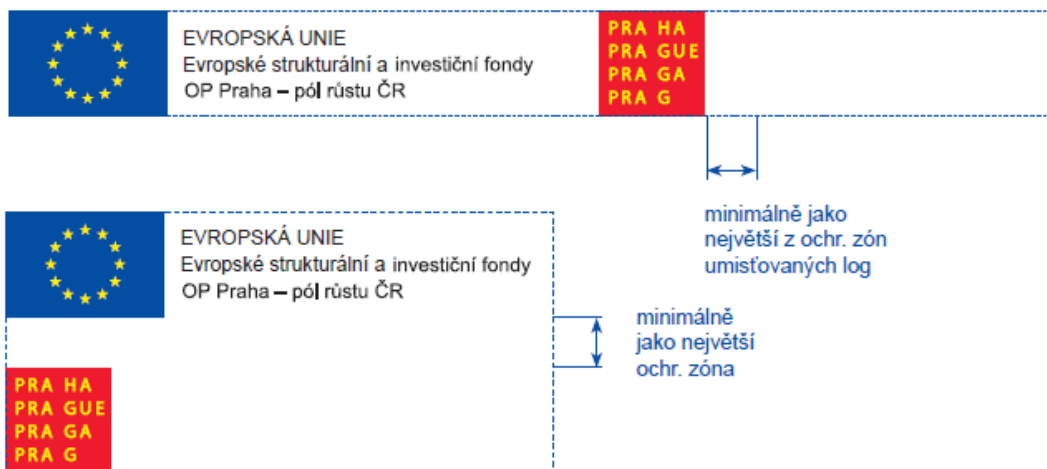 EVROPSKÁ UNIE
Evropské strukturální a investiční fondy
OP Praha – pól růstu ČR
PRA HA
PRA GUE
PRA GA
PRA G
minimálně jako
největší z ochr. zón
umisťovaných log
EVROPSKÁ UNIE
Evropské strukturální a investiční fondy
OP Praha – pól růstu ČR
minimálně
jako největší
ochr. zóna
PRA HA
PRA GUE
PRA GA
PRA G